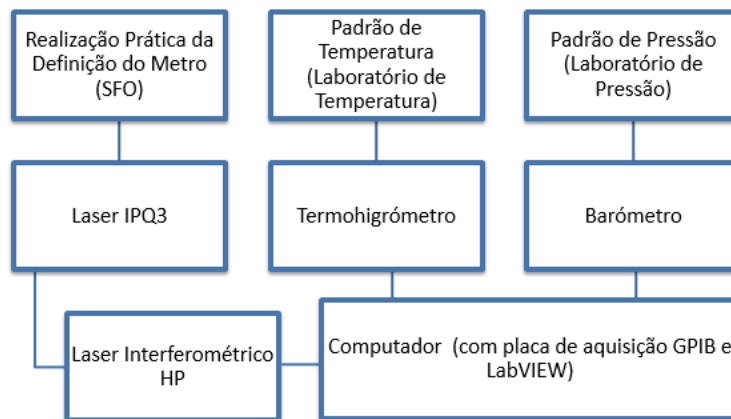 Realização Prática da
Definição do Metro
(SFO)
Padrão de
Temperatura
(Laboratório de
Temperatura)
Padrão de Pressão
(Laboratório de
Pressão)
Laser IPQ3
Termohigrómetro
Barómetro
Laser Interferométrico
HP
Computador (com placa de aquisição GPIB e
LabVIEW)